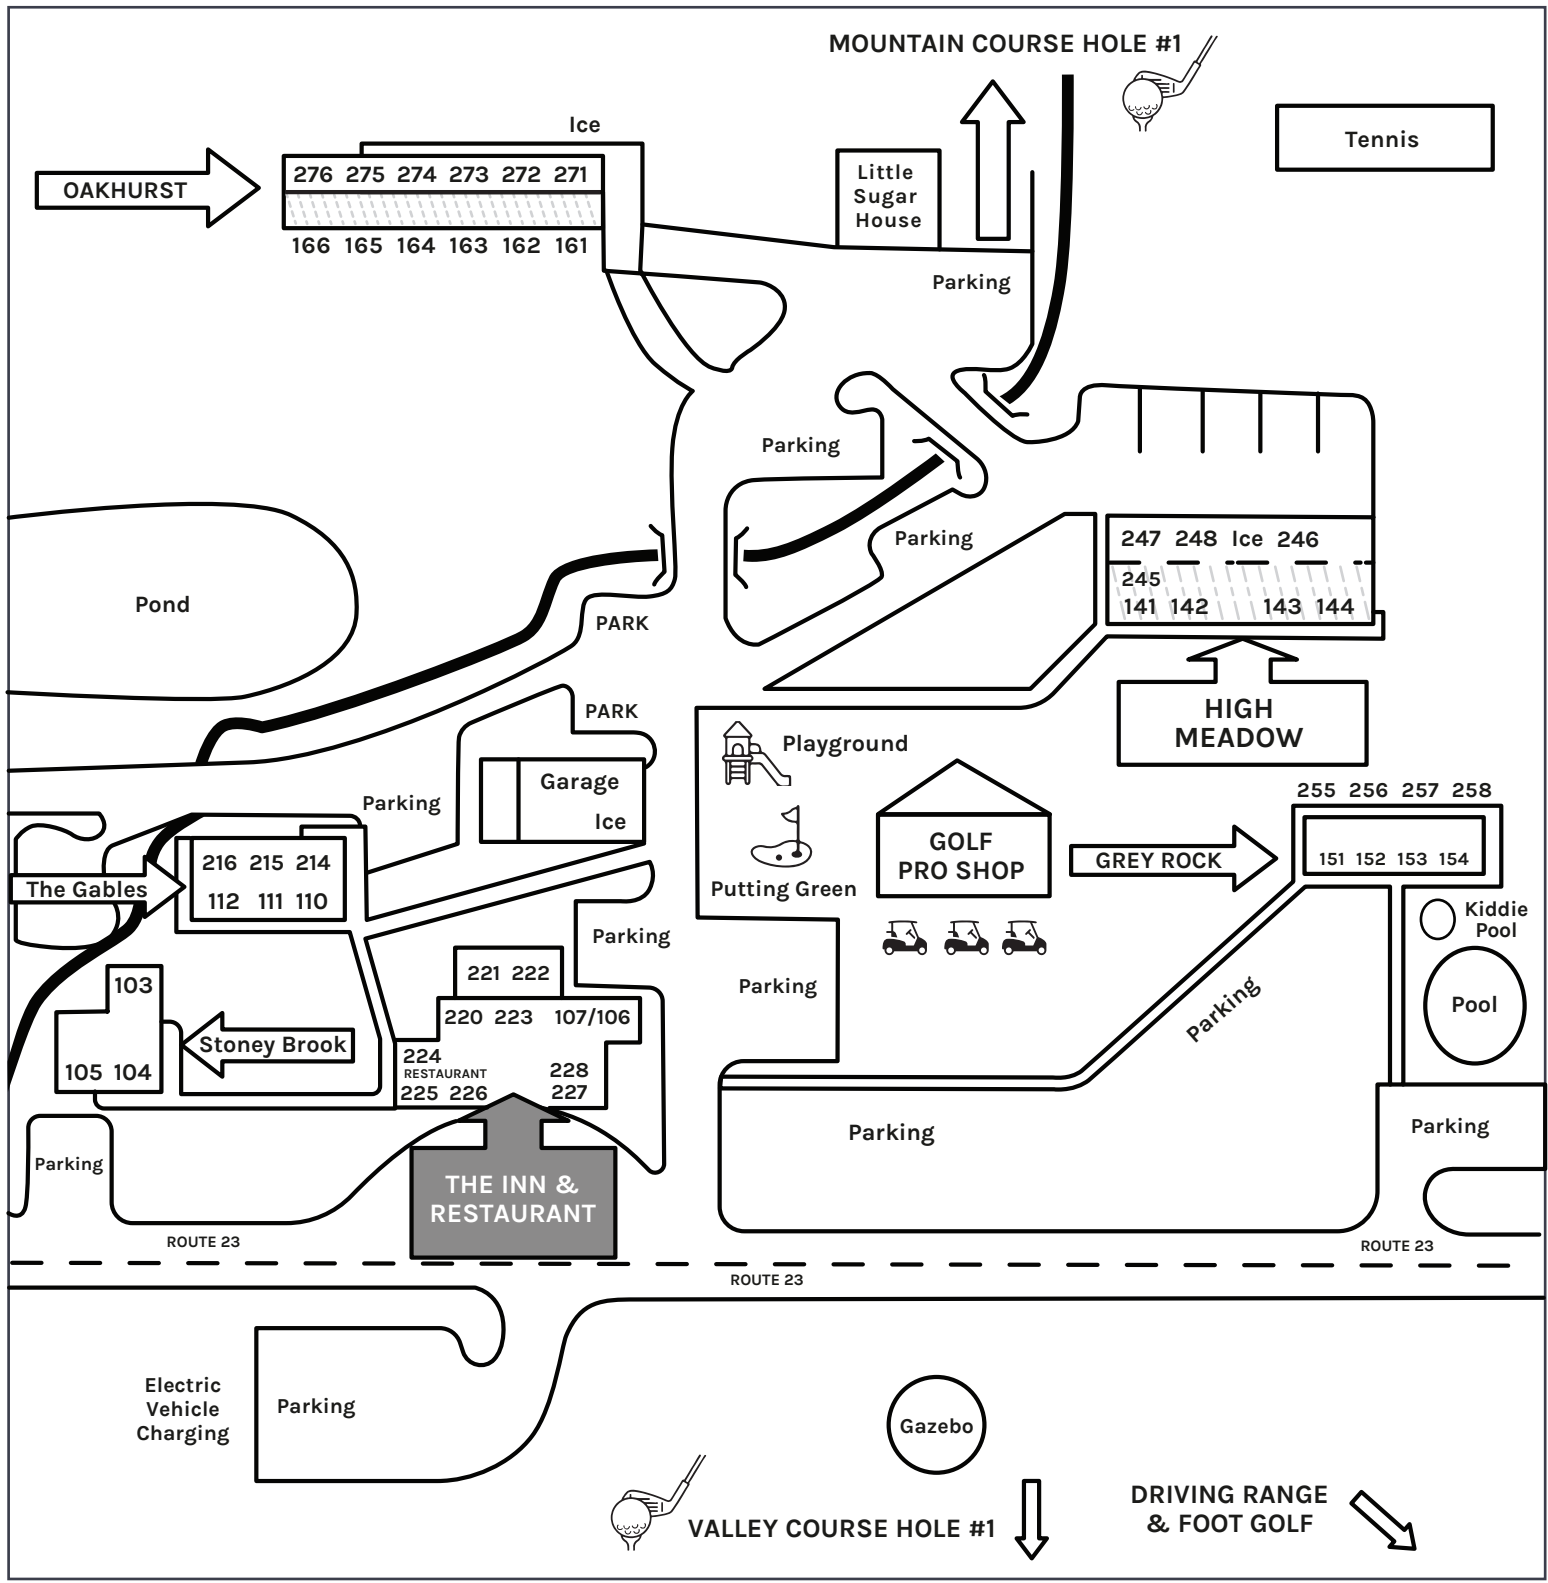 MOUNTAIN COURSE HOLE #1
Ice
Tennis
OAKHURST
276 275 274 273 272 271
166 165 164 163 162 161
Little
Sugar
House
Parking
Parking
Parking
247 248 Ice 246
245
141 142 143 144
HIGH
MEADOW
Pond
PARK
PARK
Playground
Garage
Ice
Parking
GOLF
PRO SHOP
Putting Green
GREY ROCK
255 256 257 258
151 152 153 154
Kiddie
Pool
Pool
The Gables
216 215 214
112 111 110
Parking
Parking
Parking
221 222
220 223 107/106
224
RESTAURANT
225 226
228
227
103
105 104
Stoney Brook
THE INN &
RESTAURANT
Parking
Parking
Parking
ROUTE 23
ROUTE 23
ROUTE 23
Electric
Vehicle
Charging
Parking
Gazebo
VALLEY COURSE HOLE #1
DRIVING RANGE
& FOOT GOLF